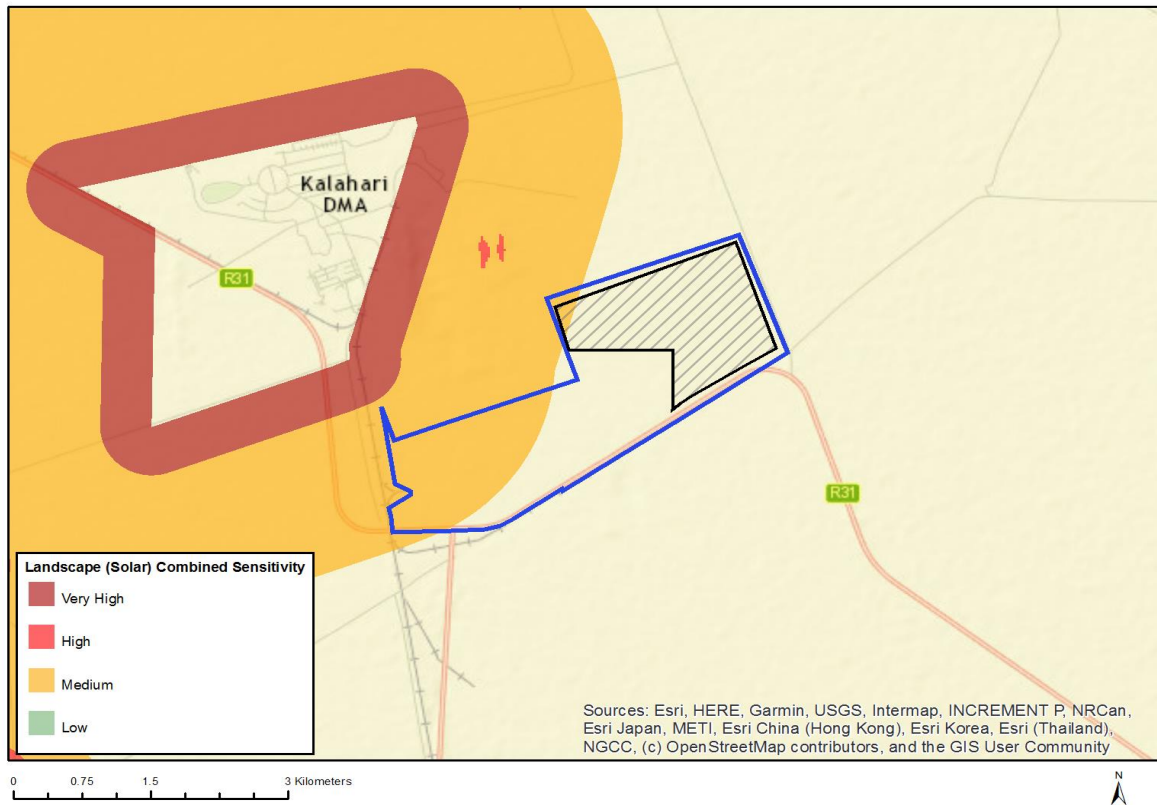 Kalahari
DMA
R31
R31
Landscape (Solar) Combined Sensitivity
Very High
High
Medium
Low
Sources: Esri, HERE, Garmin, USGS, Intermap, INCREMENT P, NRCan,
Esri Japan, METI, Esri China (Hong Kong), Esri Korea, Esri (Thailand),
NGCC, (c) OpenStreetMap contributors, and the GIS User Community
0 0.75 1.5 3 Kilometers
N